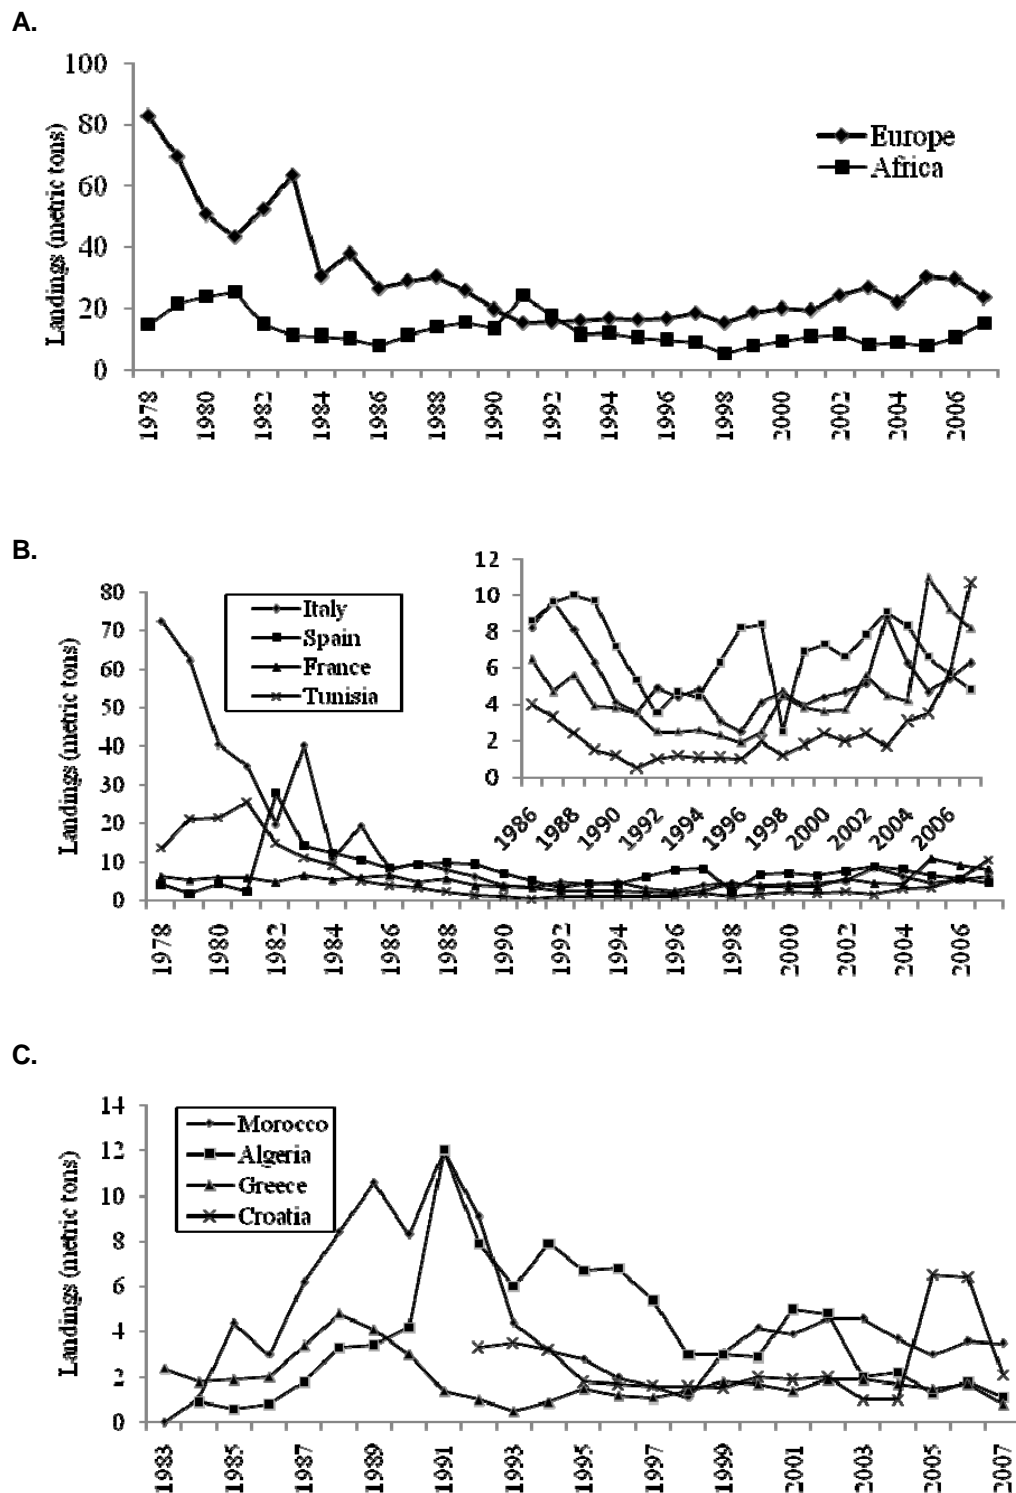 A.
100
80
60
40
20
0
Landings (metric tons)
Europe
Africa
1978 1980 1982 1984 1986 1988 1990 1992 1994 1996 1998 2000 2002 2004 2006
B.
80
70
60
50
40
30
20
10
0
Landings (metric tons)
Italy
Spain
France
Tunisia
12
10
8
6
4
2
0
1986 1988 1990 1992 1994 1996 1998 2000 2002 2004 2006
1978 1980 1982 1984 1986 1988 1990 1992 1994 1996 1998 2000 2002 2004 2006
C.
14
12
10
8
6
4
2
0
Landings (metric tons)
Morocco
Algeria
Greece
Croatia
1983 1985 1987 1989 1991 1993 1995 1997 1999 2001 2003 2005 2007